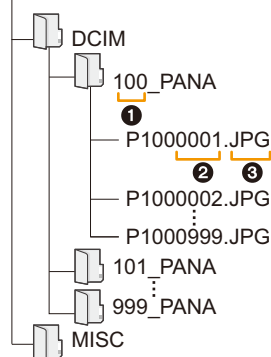 DCIM
100_PANA
❶
P1000001.JPG
❷ ❸
P1000002.JPG
P1000999.JPG
101_PANA
999_PANA
MISC